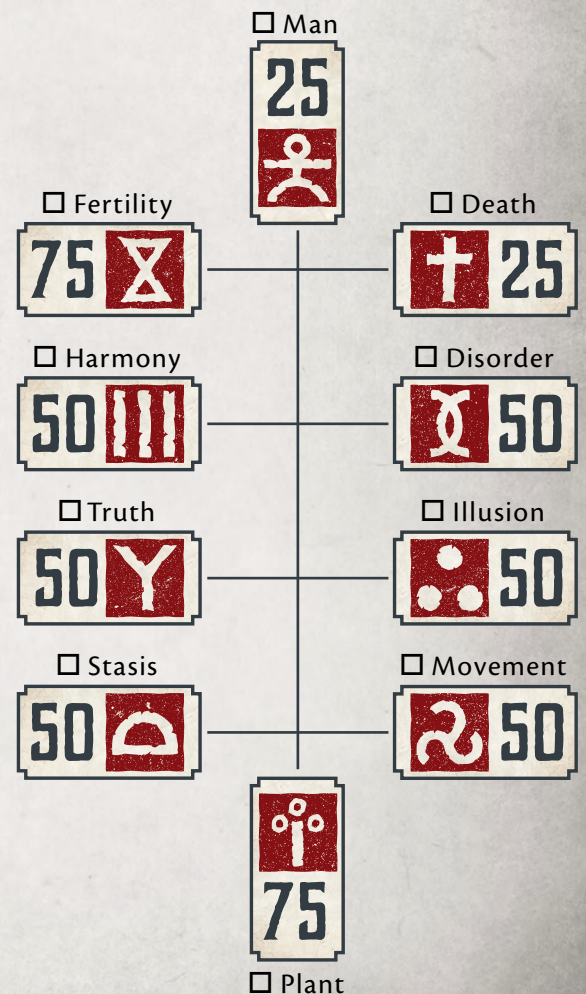 ☐ Man
25
☐ Fertility
☐ Death
75
25
☐ Harmony
☐ Disorder
50
50
☐ Truth
☐ Illusion
50
50
☐ Stasis
☐ Movement
50
50
75
☐ Plant